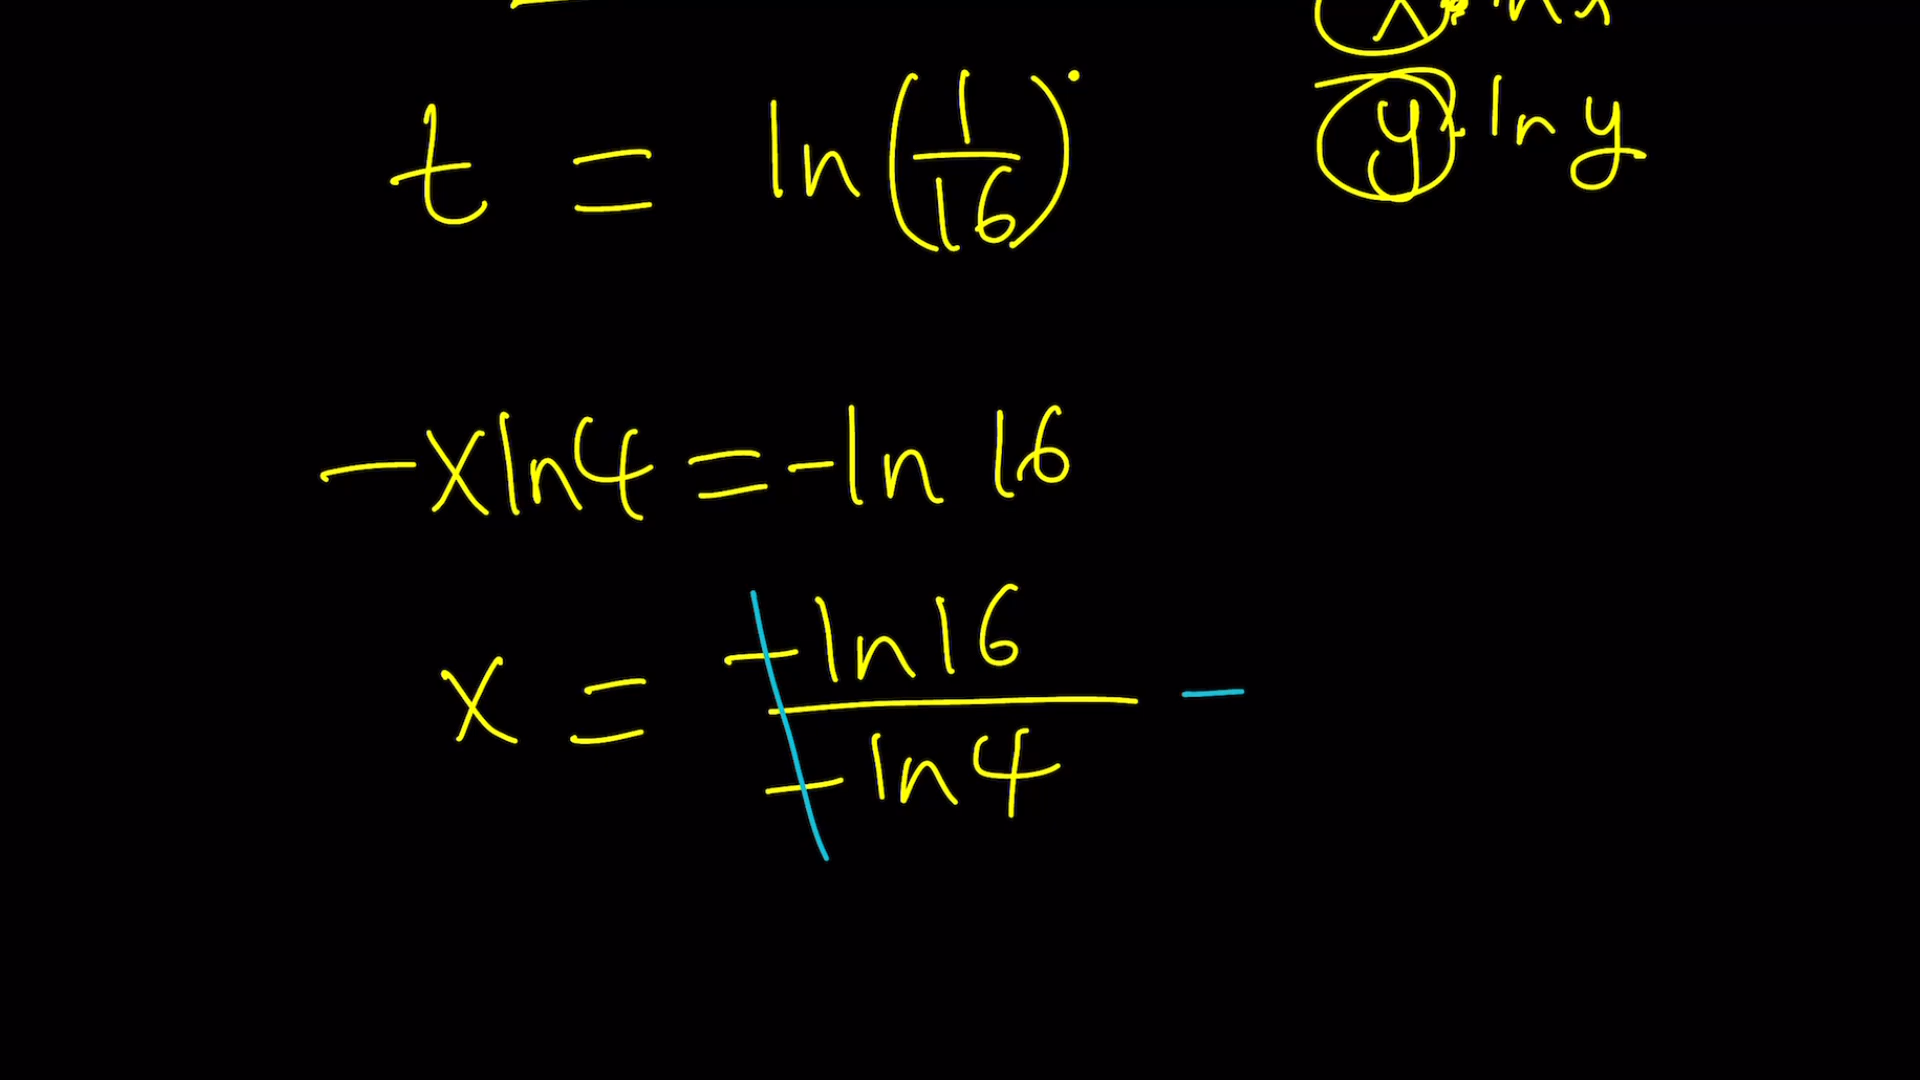 t = ln(1/16)
y · ln y
-x ln 4 = - ln 16
x = -ln 16 / -ln 4 -